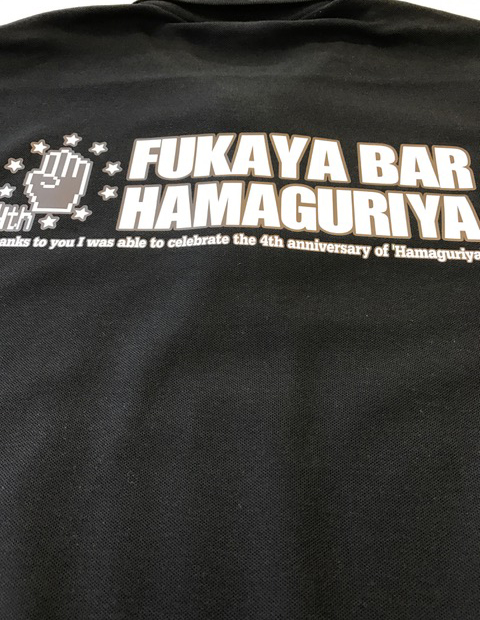 FUKAYA BAR
HAMAGURIYA
4th
anks to you I was able to celebrate the 4th anniversary of 'Hamaguriya